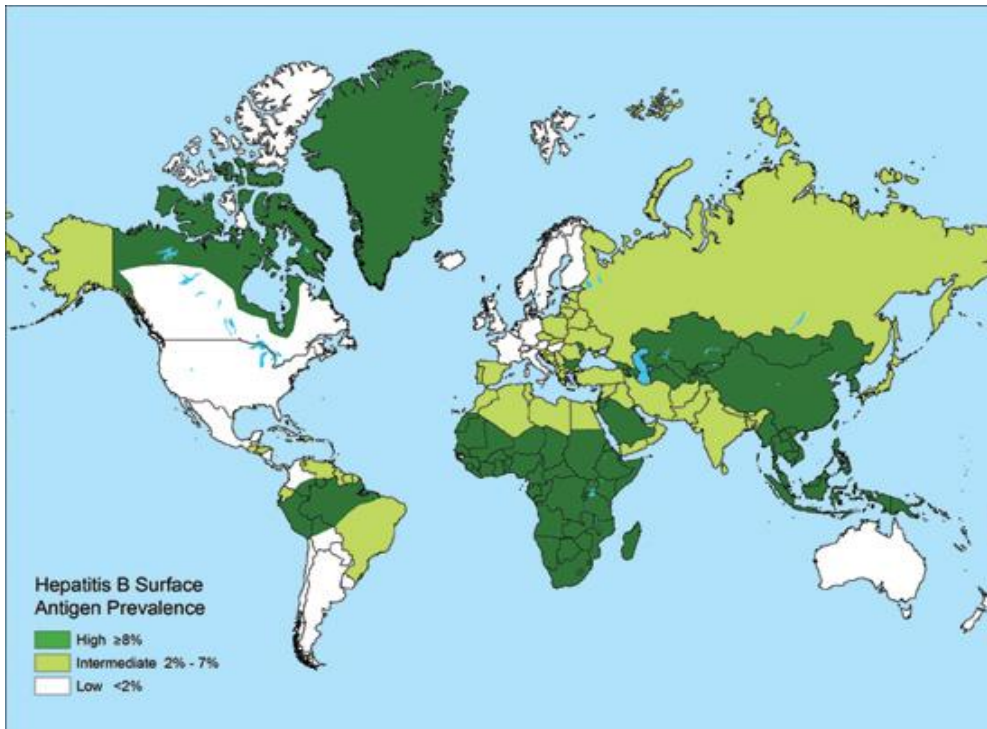 Hepatitis B Surface
Antigen Prevalence
High ≥8%
Intermediate 2% - 7%
Low <2%